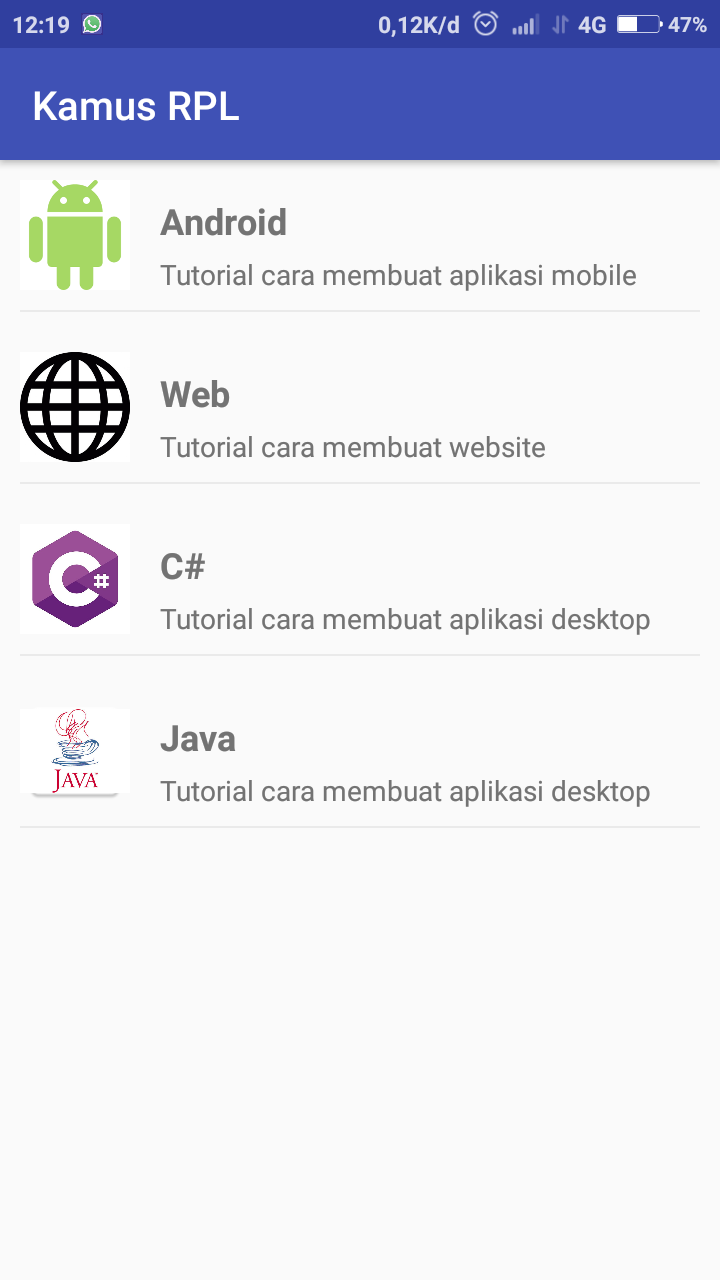 12:19 0,12K/d 4G 47%
Kamus RPL
Android
Tutorial cara membuat aplikasi mobile
Web
Tutorial cara membuat website
C#
Tutorial cara membuat aplikasi desktop
Java
JAVA
Tutorial cara membuat aplikasi desktop